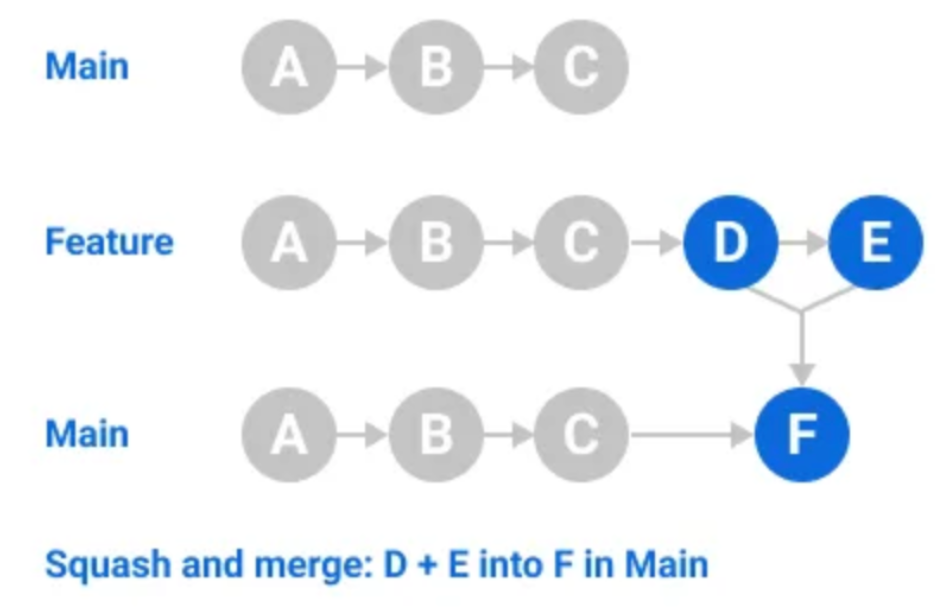 Main A B C
Feature A B C D E
Main A B C F
Squash and merge: D + E into F in Main